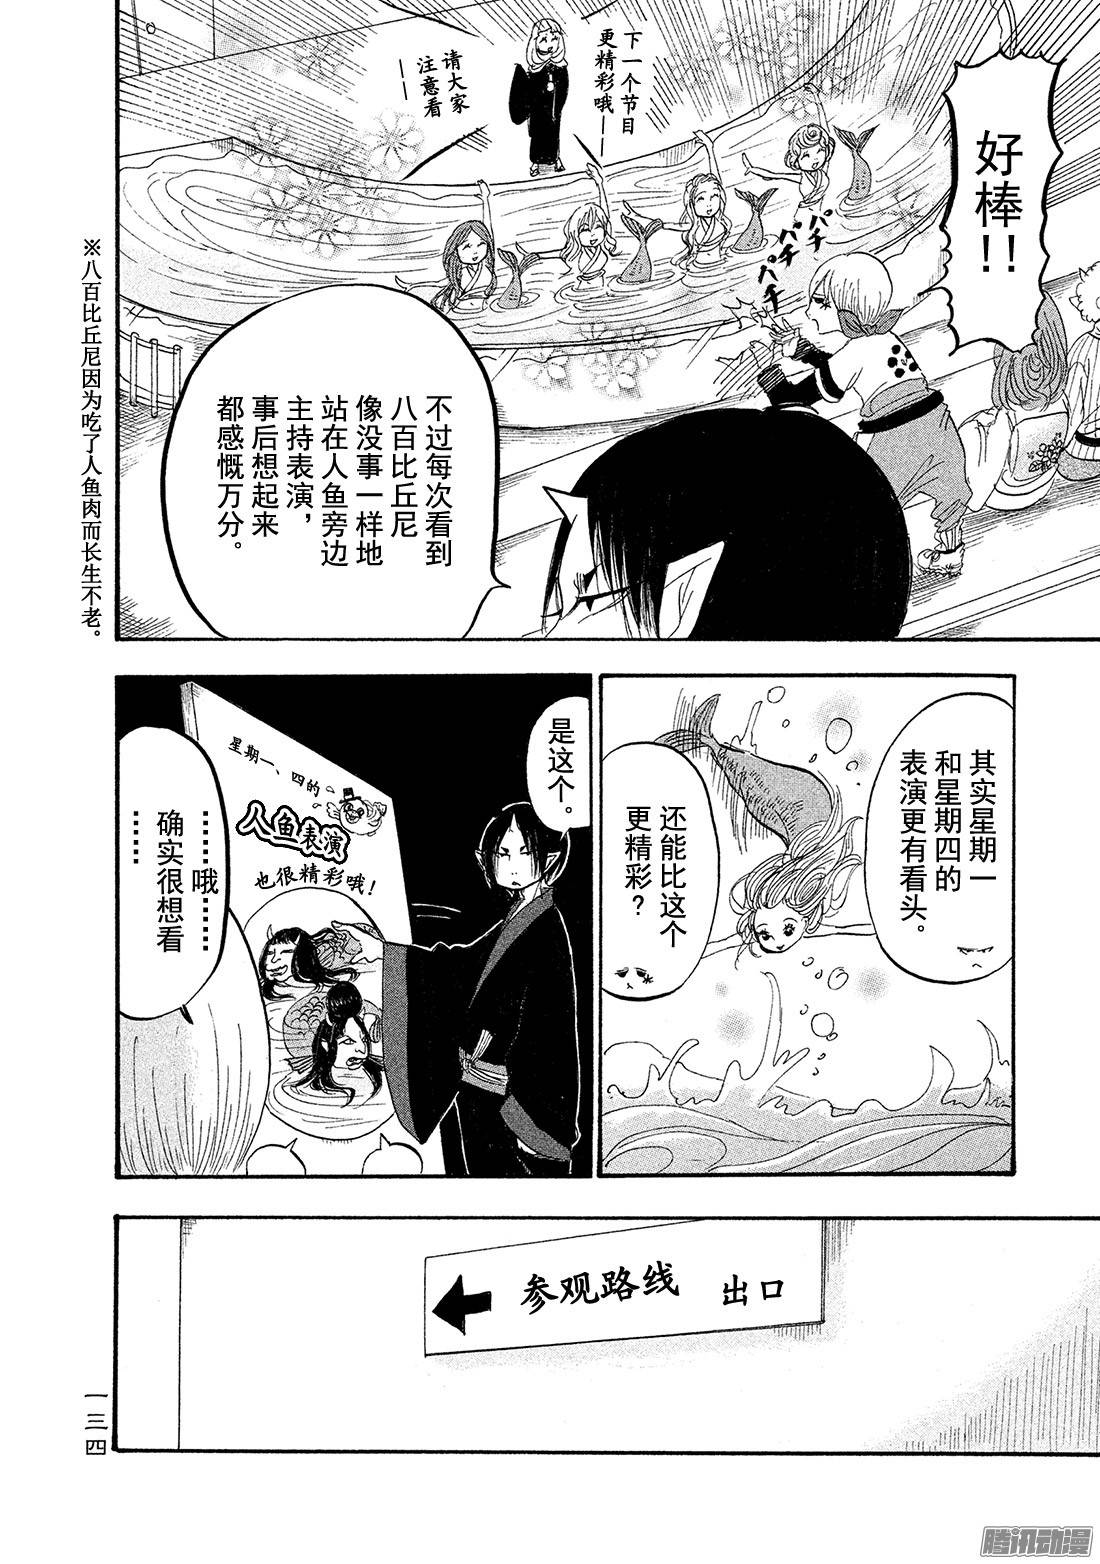 好棒!!
下一个节目
更精彩哦——
请大家
注意看
——
パチ
パチ
パチ
不过每次看到
八百比丘尼
像没事一样地
站在人鱼旁边
主持表演，
事后想起来
都感慨万分。
※八百比丘尼因为吃了人鱼肉而长生不老。
其实星期一
和星期四的
表演更有看头。
还能比这个
更精彩？
是这个。
星期一、四的
人鱼表演
也很精彩哦！
……哦……
确实很想看
……
参观路线 出口
一三四
腾讯动漫